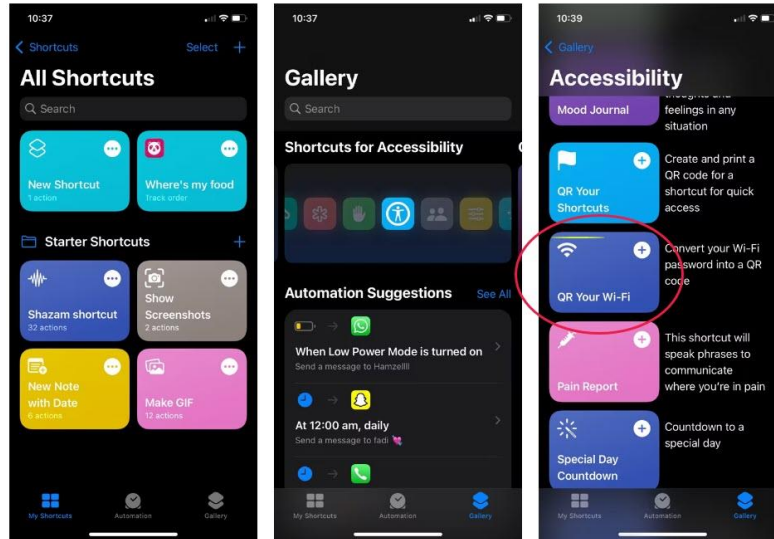 10:37
Shortcuts
Select
All Shortcuts
Search
New Shortcut
1 action
Where's my food
Track order
Starter Shortcuts
Shazam shortcut
32 actions
Show
Screenshots
2 actions
New Note
with Date
6 actions
Make GIF
12 actions
My Shortcuts
Automation
Gallery
10:37
Gallery
Search
Shortcuts for Accessibility
Automation Suggestions
See All
When Low Power Mode is turned on
Send a message to Hamzellll
At 12:00 am, daily
Send a message to fadi 💘
My Shortcuts
Automation
Gallery
10:39
Gallery
Accessibility
Mood Journal
feelings in any
situation
QR Your
Shortcuts
Create and print a
QR code for a
shortcut for quick
access
QR Your Wi-Fi
Convert your Wi-Fi
password into a QR
code
Pain Report
This shortcut will
speak phrases to
communicate
where you're in pain
Special Day
Countdown
Countdown to a
special day
My Shortcuts
Automation
Gallery